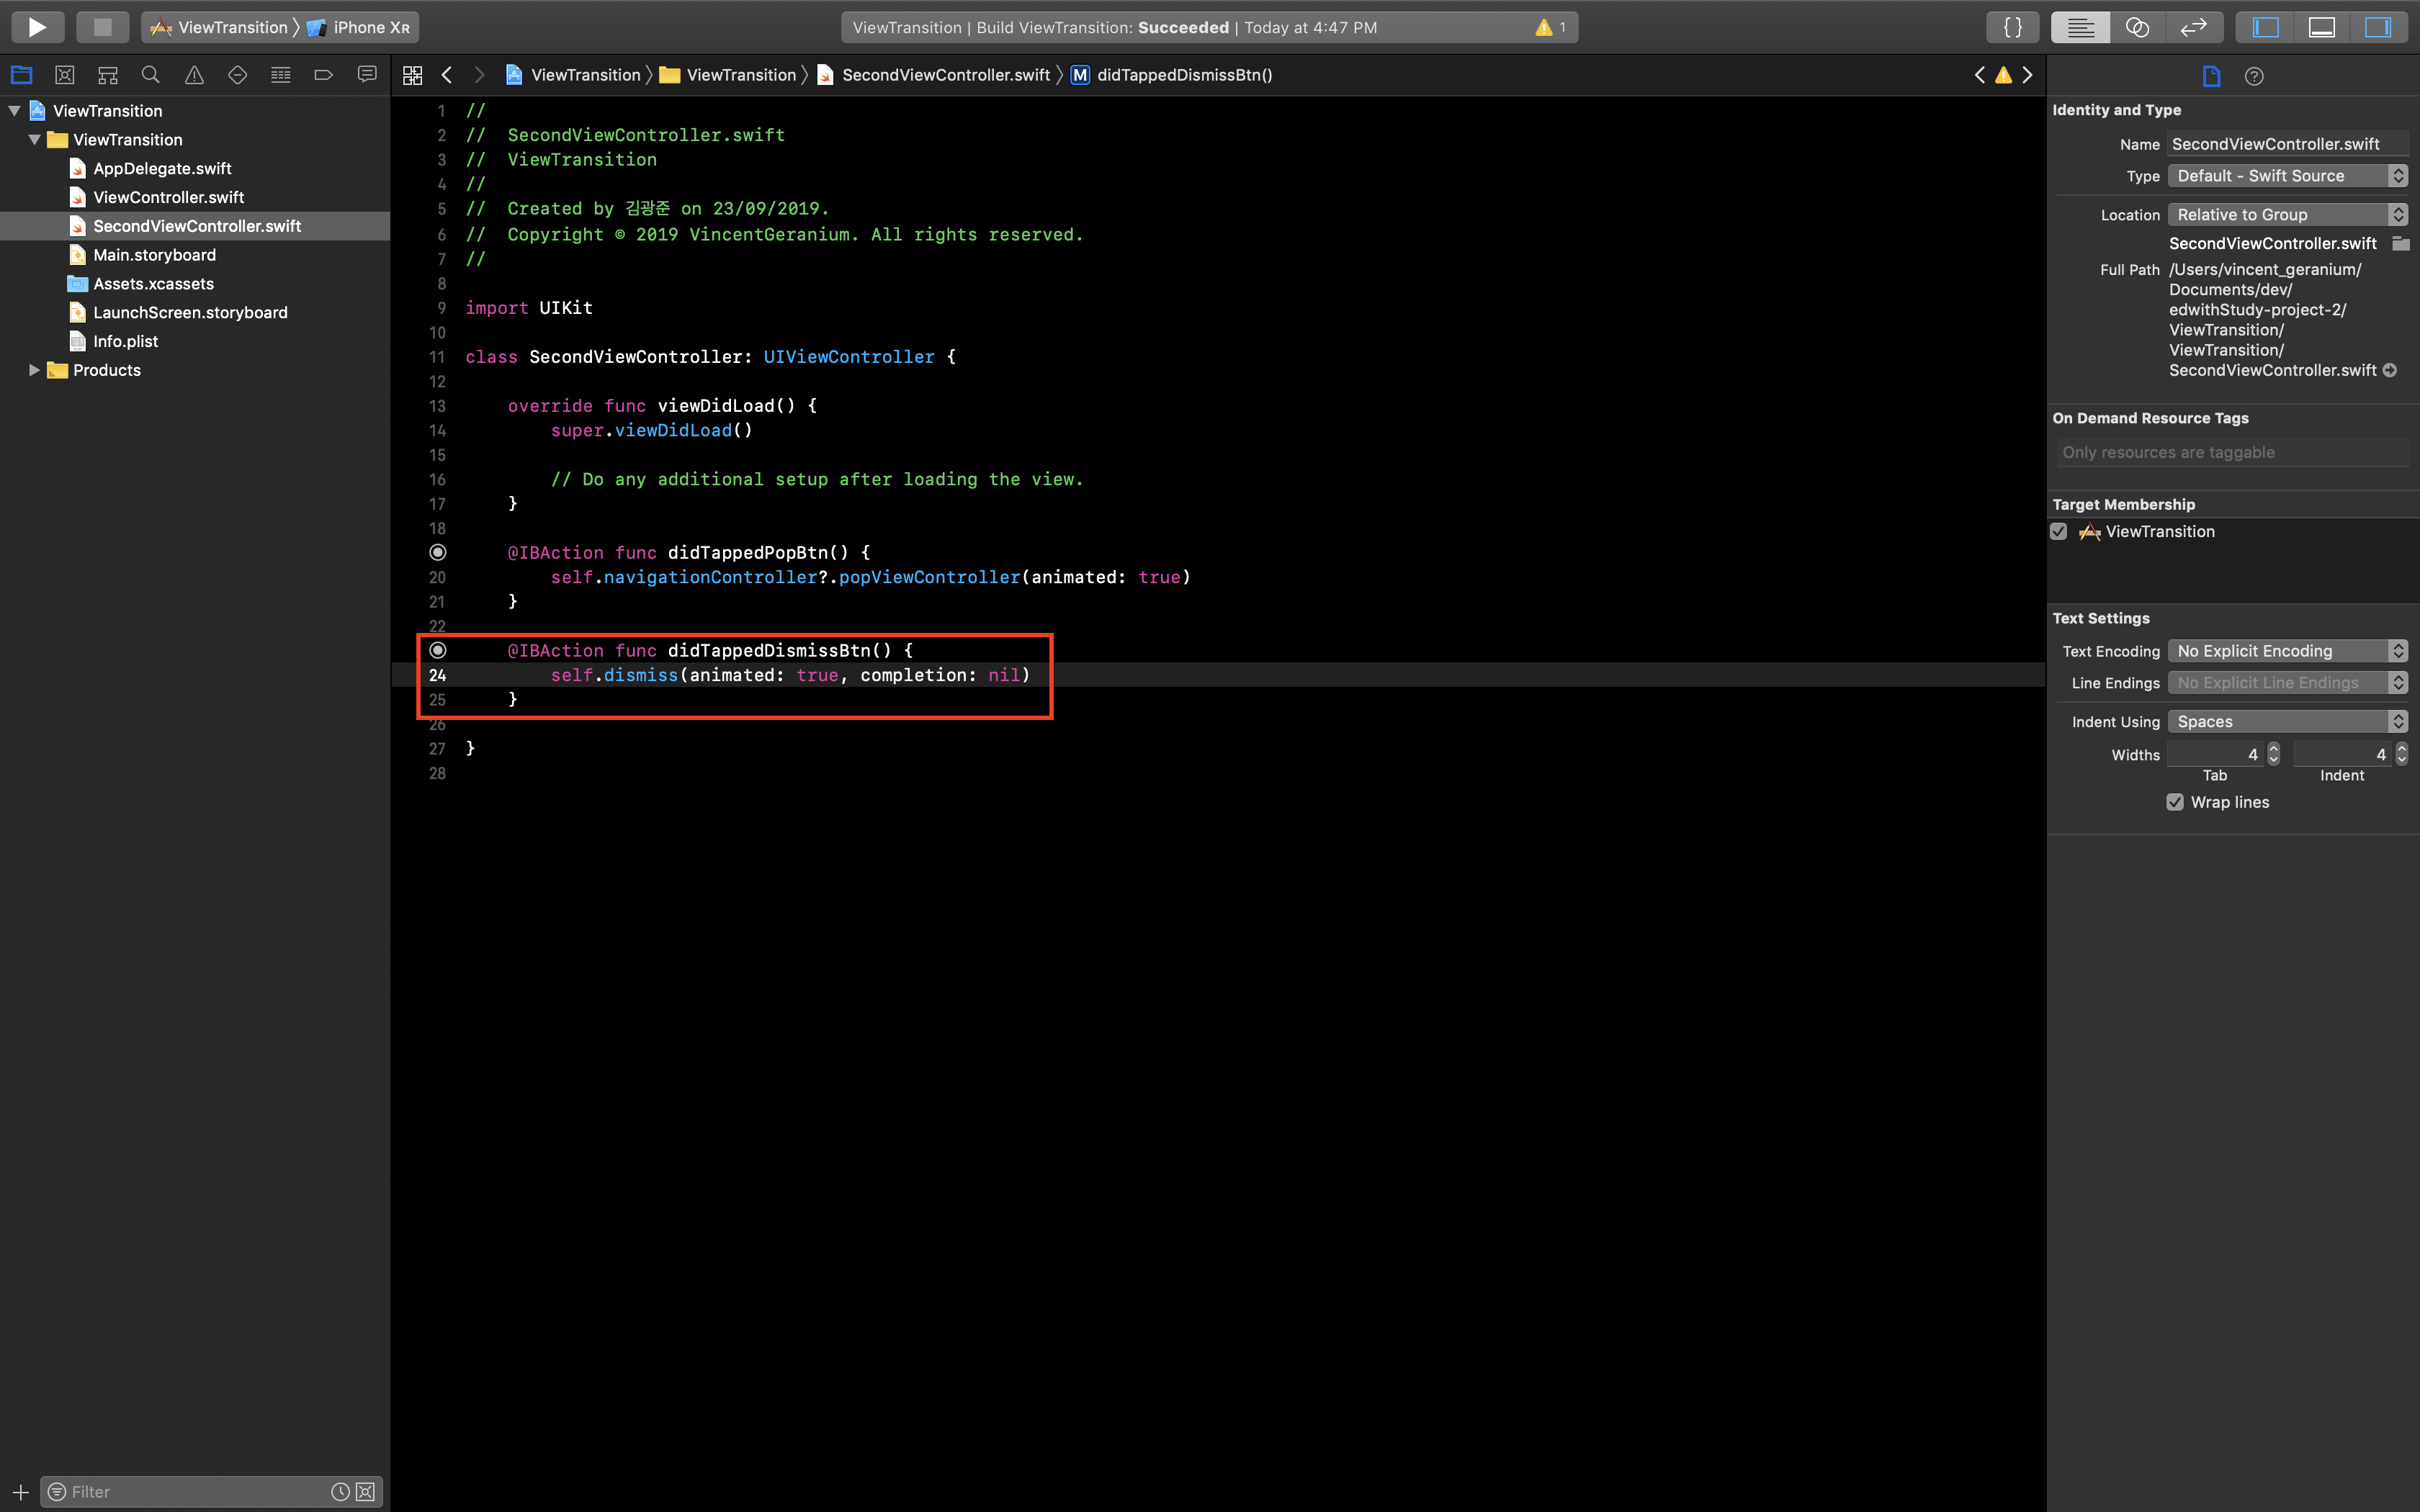 ViewTransition iPhone XR
ViewTransition | Build ViewTransition: Succeeded | Today at 4:47 PM
1
{ }
ViewTransition
ViewTransition
AppDelegate.swift
ViewController.swift
SecondViewController.swift
Main.storyboard
Assets.xcassets
LaunchScreen.storyboard
Info.plist
Products
Filter
ViewTransition ViewTransition SecondViewController.swift M didTappedDismissBtn()
1 //
2 //  SecondViewController.swift
3 //  ViewTransition
4 //
5 //  Created by 김광준 on 23/09/2019.
6 //  Copyright © 2019 VincentGeranium. All rights reserved.
7 //
8
9 import UIKit
10
11 class SecondViewController: UIViewController {
12
13     override func viewDidLoad() {
14         super.viewDidLoad()
15
16         // Do any additional setup after loading the view.
17     }
18
@IBAction func didTappedPopBtn() {
20         self.navigationController?.popViewController(animated: true)
21     }
22
@IBAction func didTappedDismissBtn() {
24         self.dismiss(animated: true, completion: nil)
25     }
26
27 }
28
Identity and Type
Name SecondViewController.swift
Type Default - Swift Source
Location Relative to Group
SecondViewController.swift
Full Path /Users/vincent_geranium/
Documents/dev/
edwithStudy-project-2/
ViewTransition/
ViewTransition/
SecondViewController.swift
On Demand Resource Tags
Only resources are taggable
Target Membership
ViewTransition
Text Settings
Text Encoding No Explicit Encoding
Line Endings No Explicit Line Endings
Indent Using Spaces
Widths 4 4
Tab Indent
Wrap lines